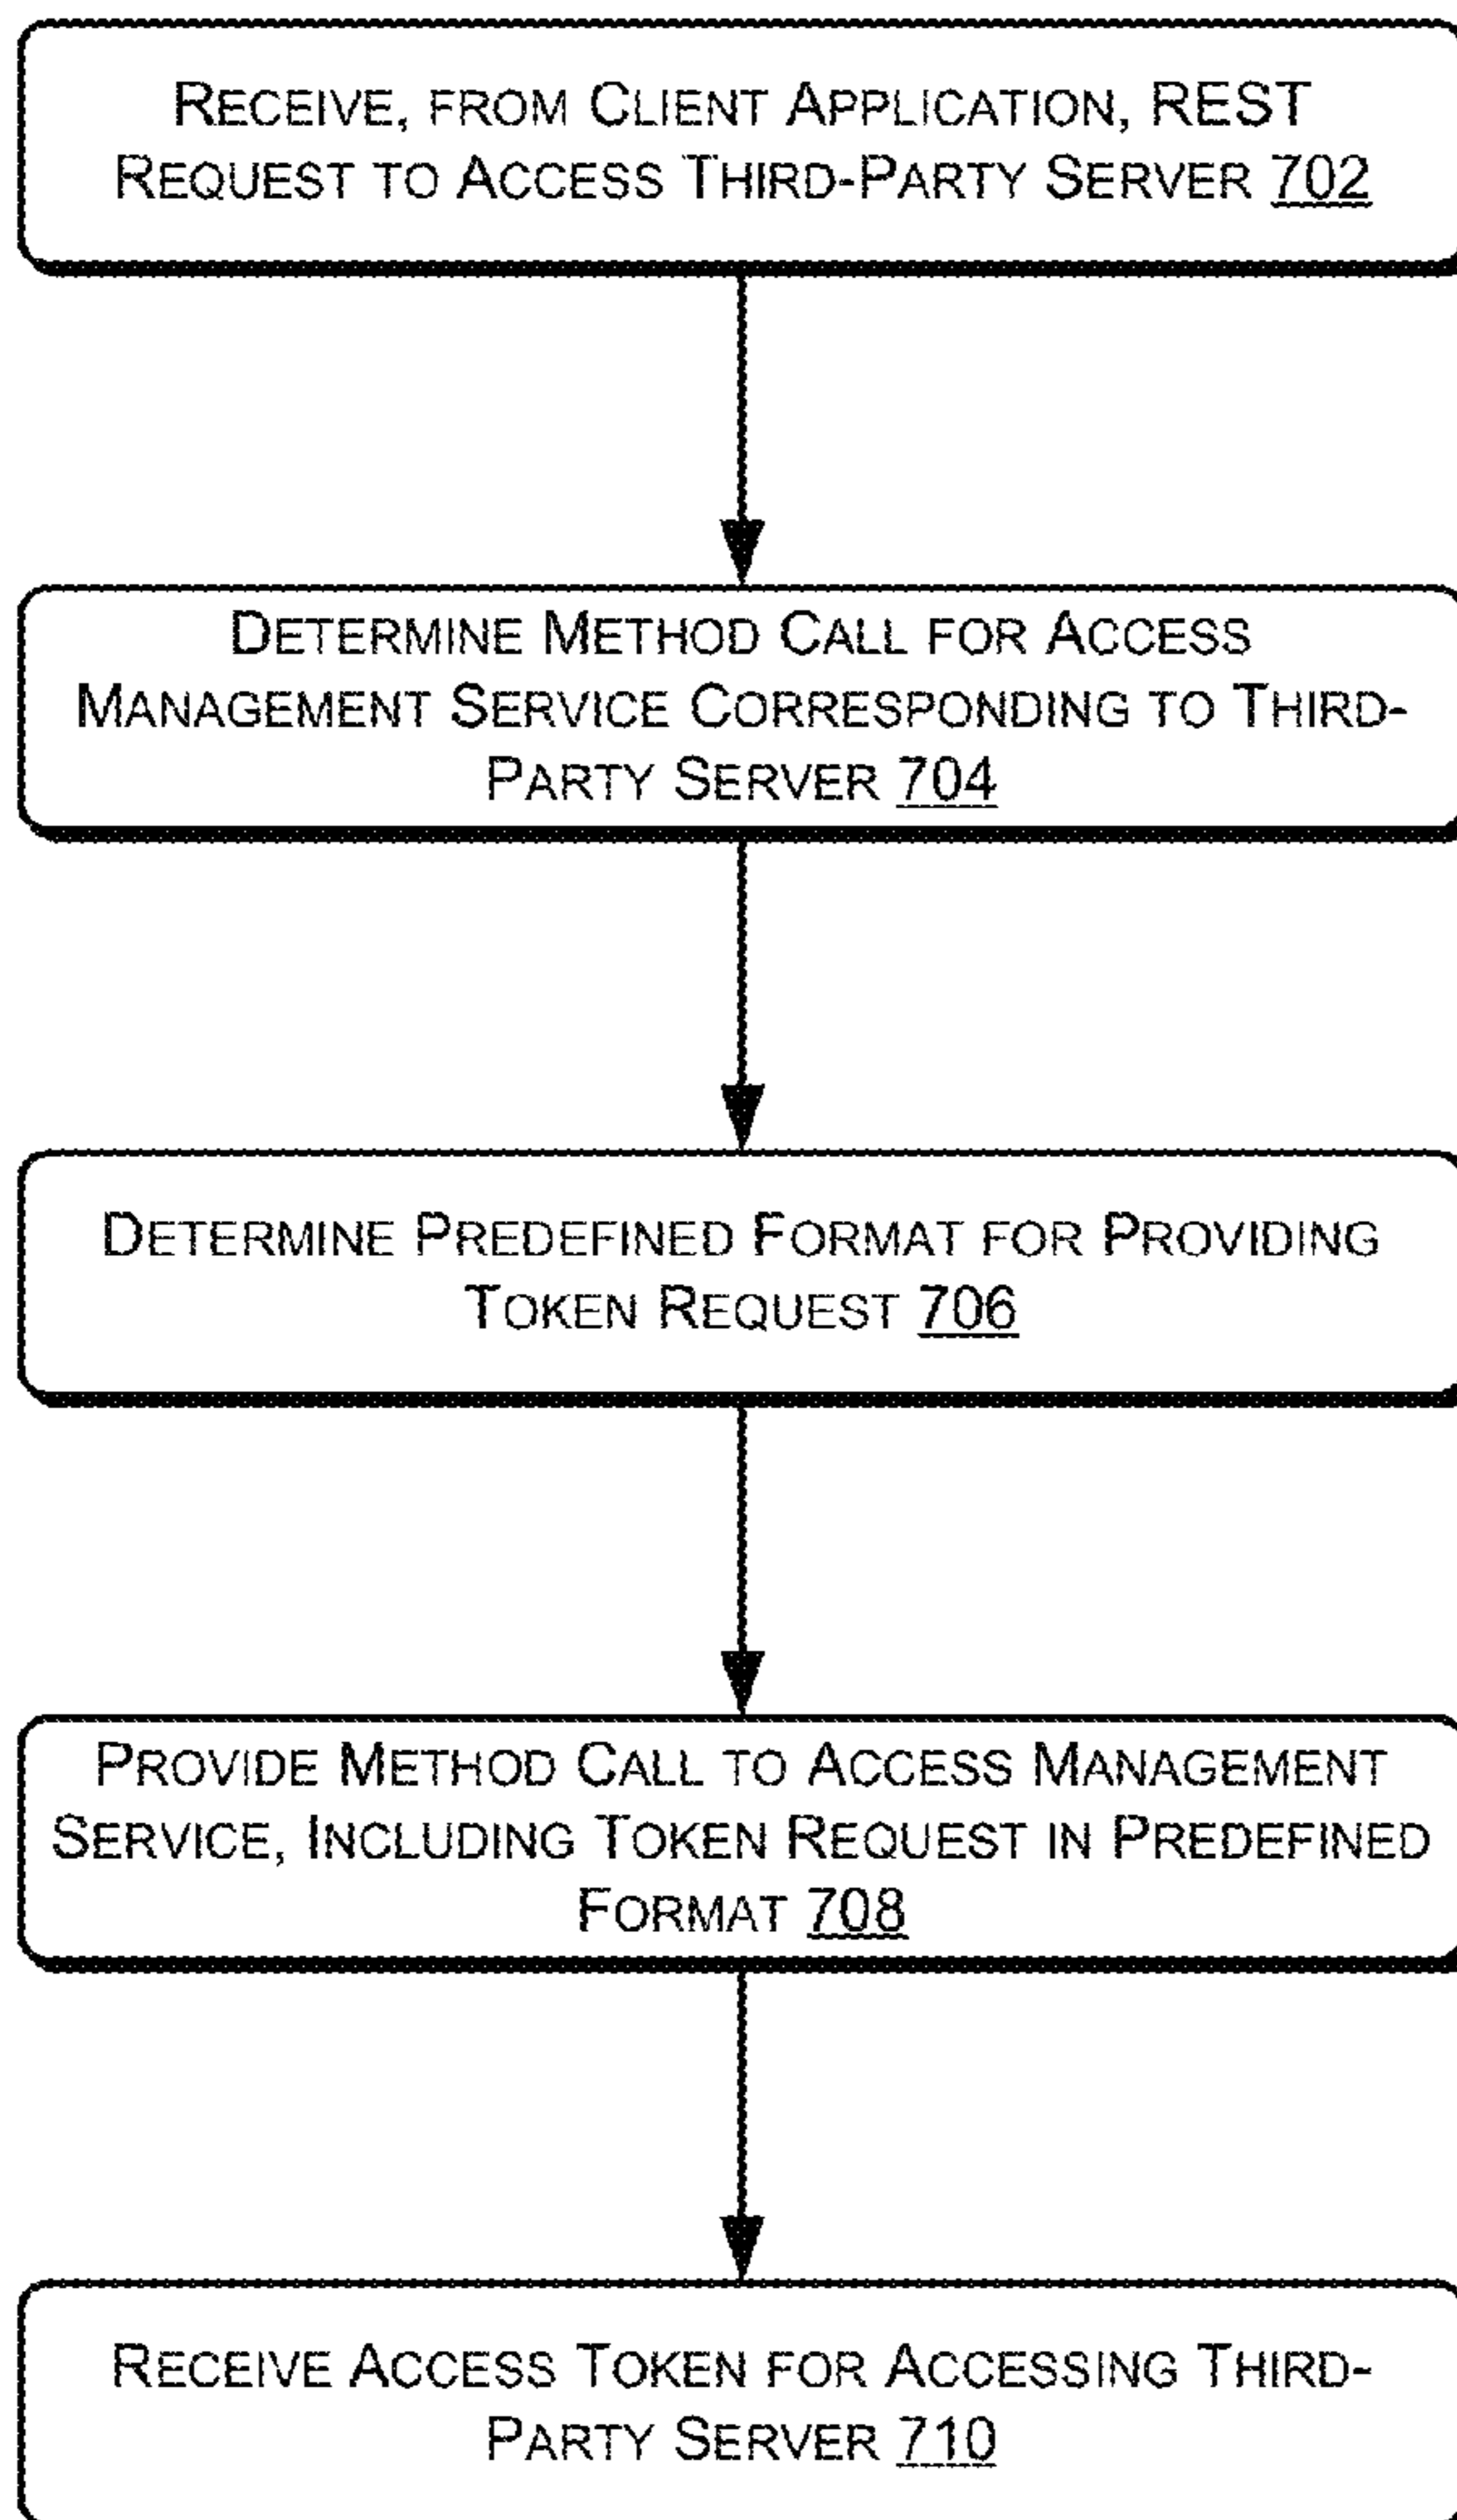 RECEIVE, FROM CLIENT APPLICATION, REST
REQUEST TO ACCESS THIRD-PARTY SERVER 702
DETERMINE METHOD CALL FOR ACCESS
MANAGEMENT SERVICE CORRESPONDING TO THIRD-
PARTY SERVER 704
DETERMINE PREDEFINED FORMAT FOR PROVIDING
TOKEN REQUEST 706
PROVIDE METHOD CALL TO ACCESS MANAGEMENT
SERVICE, INCLUDING TOKEN REQUEST IN PREDEFINED
FORMAT 708
RECEIVE ACCESS TOKEN FOR ACCESSING THIRD-
PARTY SERVER 710